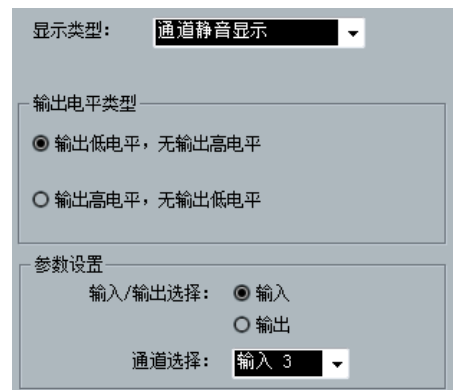 显示类型： 通道静音显示
输出电平类型
输出低电平，无输出高电平
输出高电平，无输出低电平
参数设置
输入/输出选择： 输入
输出
通道选择： 输入 3